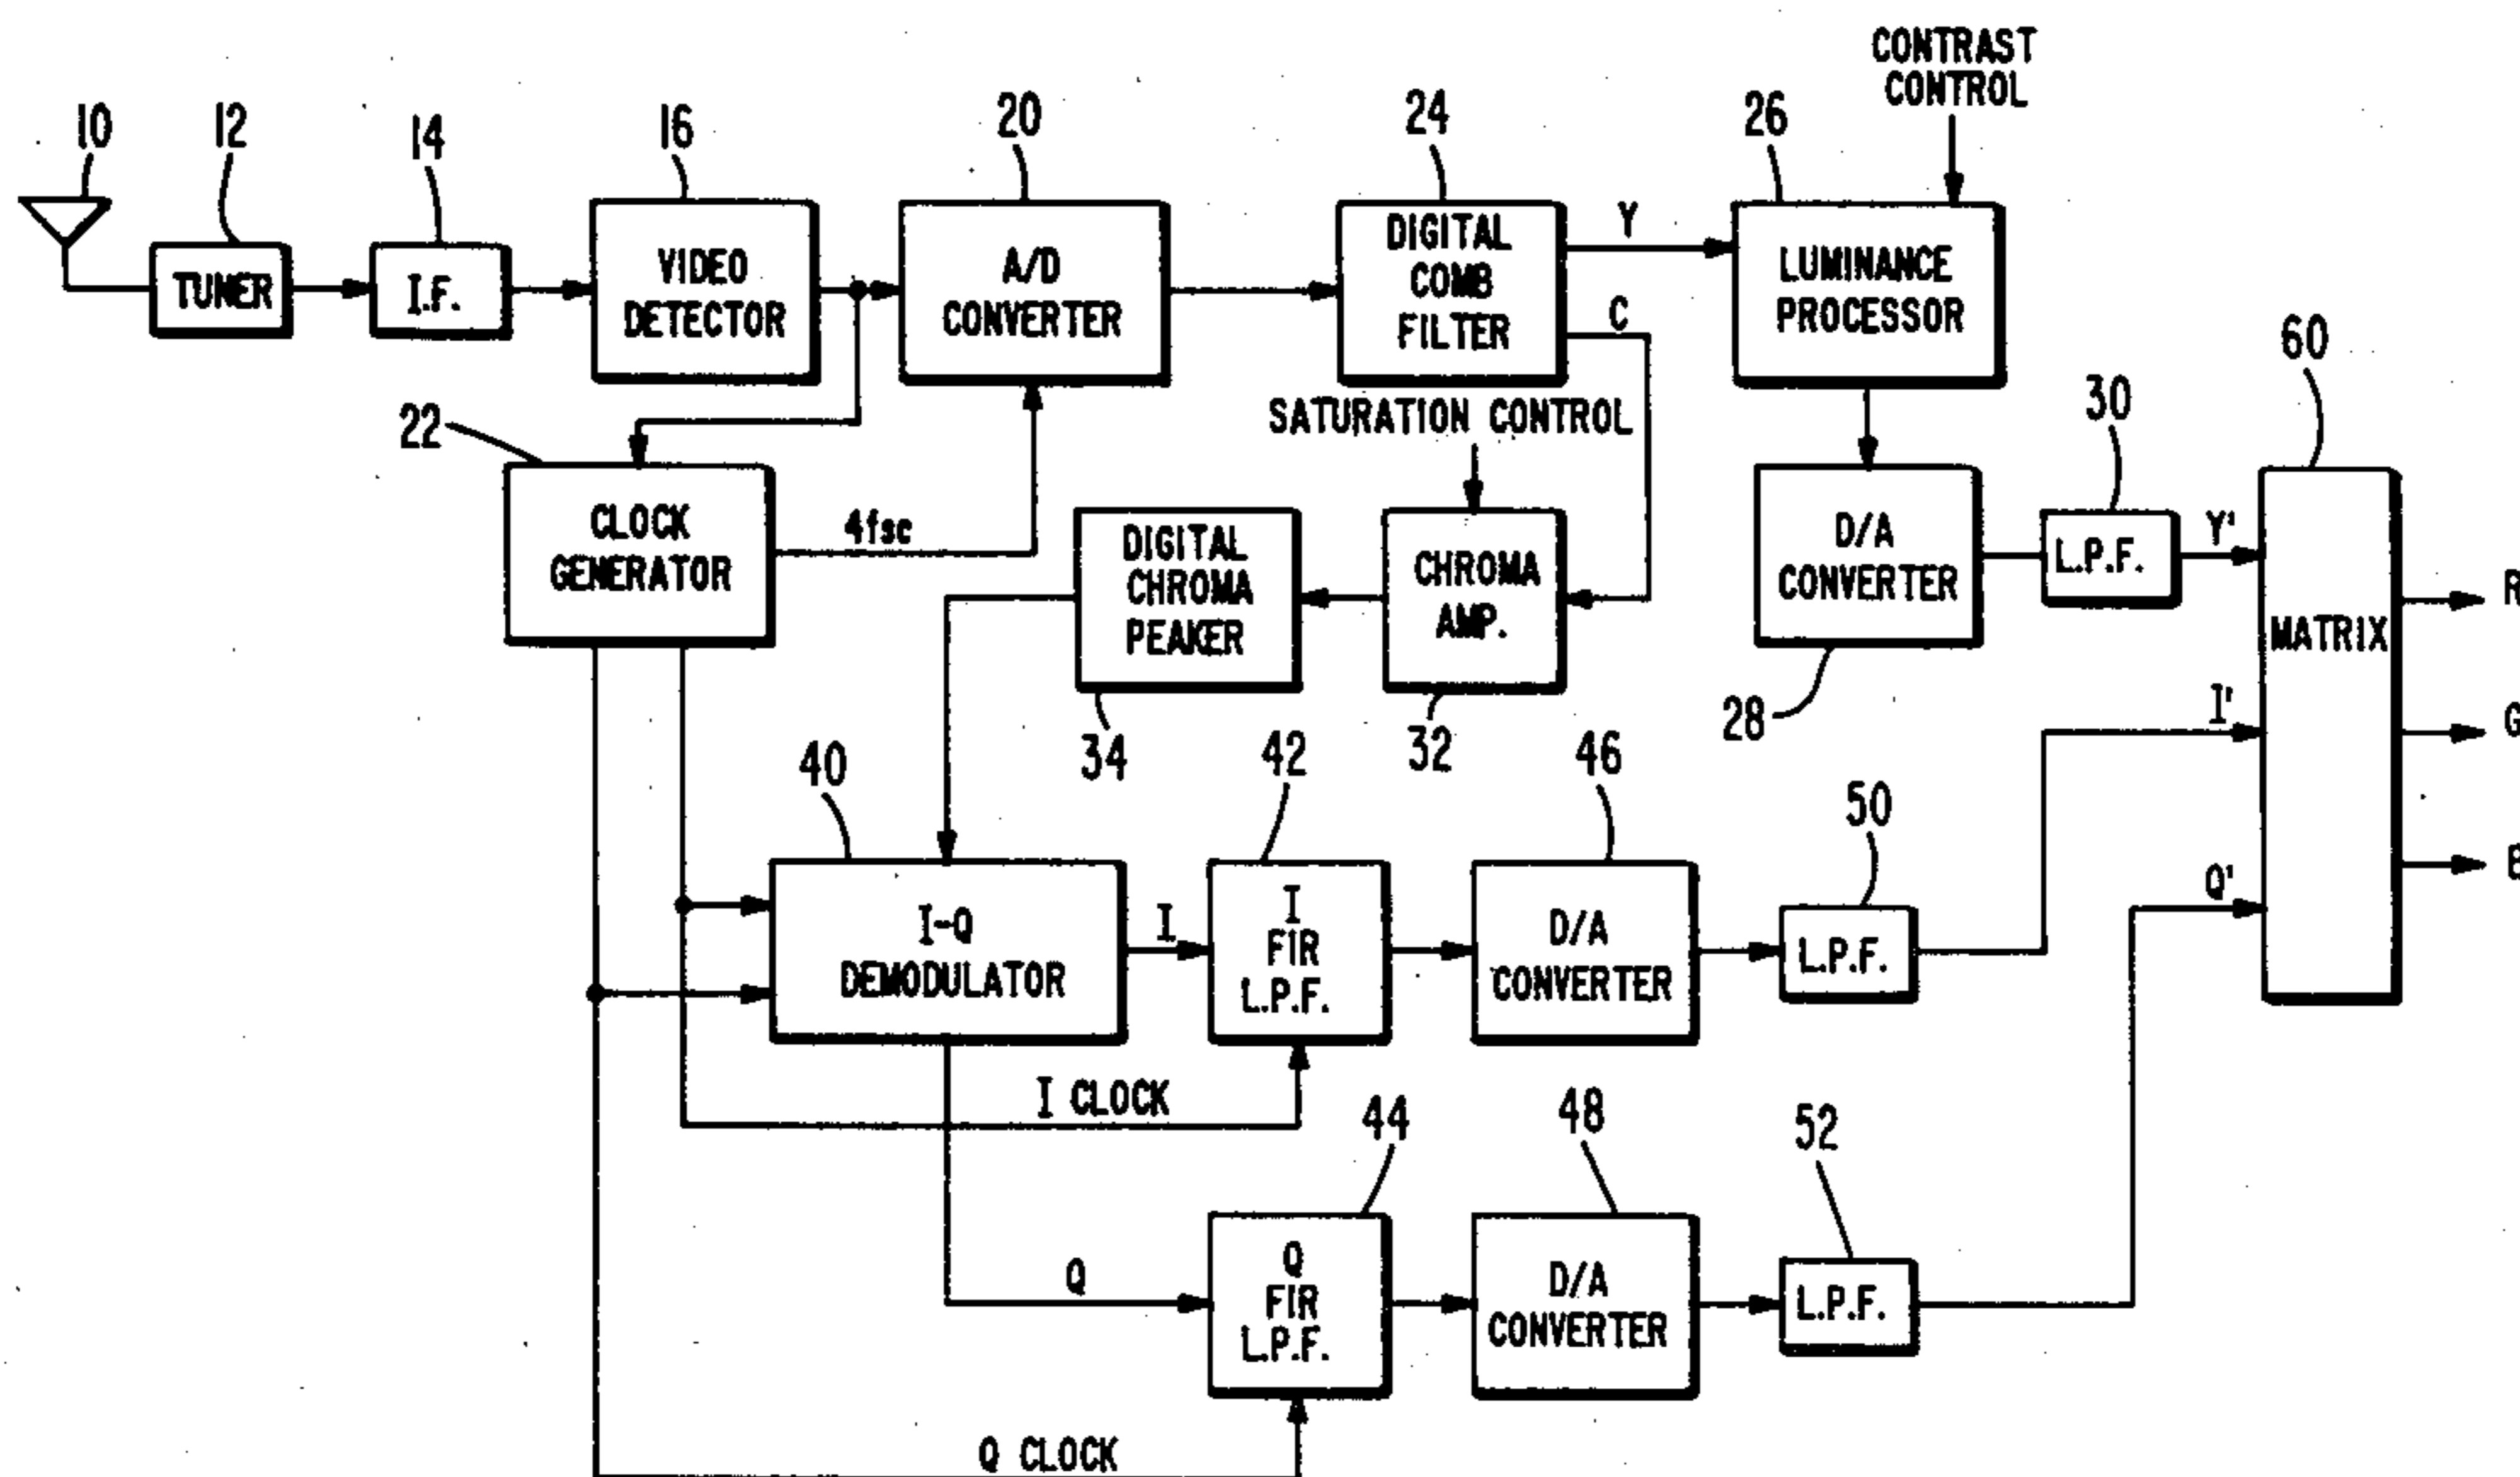 CONTRAST
CONTROL
10
12
14
16
20
24
26
TUNER
I.F.
VIDEO
DETECTOR
A/D
CONVERTER
DIGITAL
COMB
FILTER
Y
C
LUMINANCE
PROCESSOR
60
22
SATURATION CONTROL
30
CLOCK
GENERATOR
4fsc
DIGITAL
CHROMA
PEAKER
CHROMA
AMP.
D/A
CONVERTER
L.P.F.
Y'
MATRIX
R
G
34
32
28
I'
40
42
46
50
Q'
I-Q
DEMODULATOR
I
I
FIR
L.P.F.
D/A
CONVERTER
L.P.F.
I CLOCK
44
48
52
Q
Q
FIR
L.P.F.
D/A
CONVERTER
L.P.F.
Q CLOCK